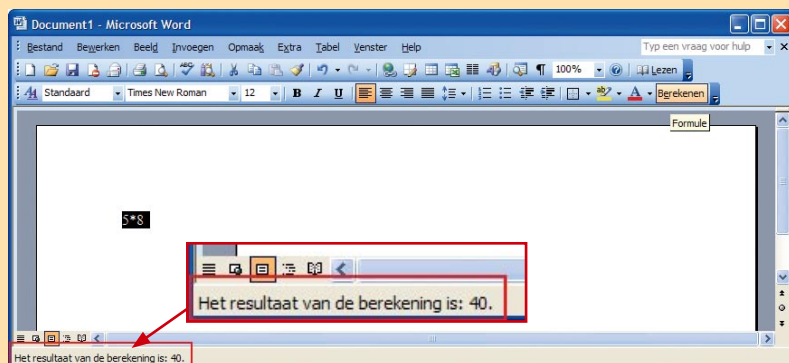 Document1 - Microsoft Word
Bestand Bewerken Beeld Invoegen Opmaak Extra Tabel Venster Help Typ een vraag voor hulp
100% Lezen
Standaard Times New Roman 12 B I U A Berekenen
Formule
5*8
Het resultaat van de berekening is: 40.
Het resultaat van de berekening is: 40.